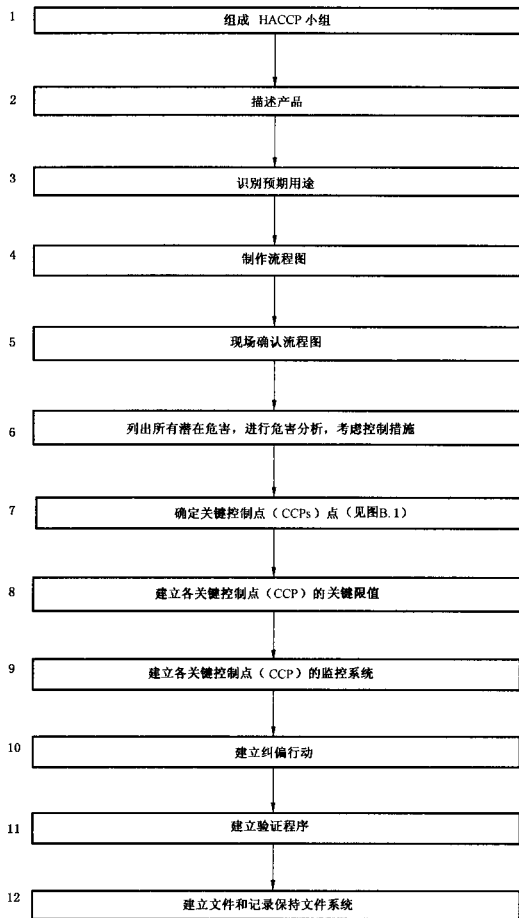 1 组成 HACCP 小组
2 描述产品
3 识别预期用途
4 制作流程图
5 现场确认流程图
6 列出所有潜在危害，进行危害分析，考虑控制措施
7 确定关键控制点（CCPs）点（见图B.1）
8 建立各关键控制点（CCP）的关键限值
9 建立各关键控制点（CCP）的监控系统
10 建立纠偏行动
11 建立验证程序
12 建立文件和记录保持文件系统